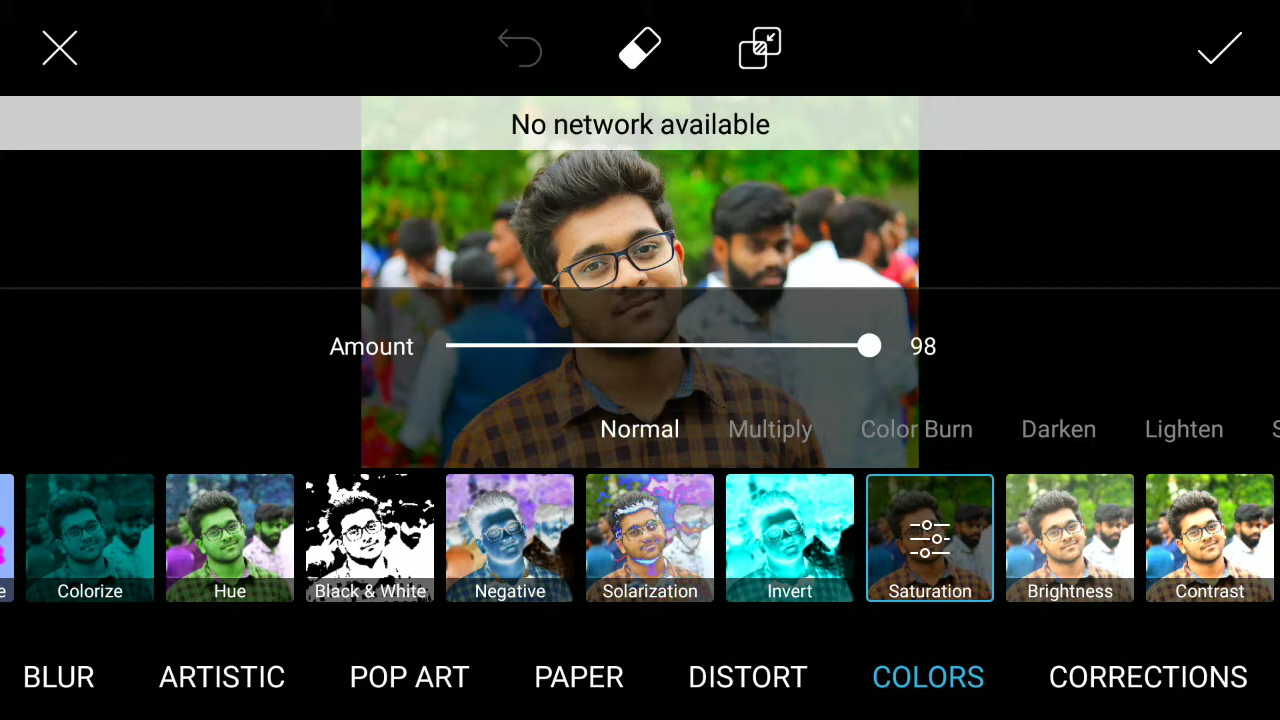 No network available
Amount 98
Normal Multiply Color Burn Darken Lighten
e Colorize Hue Black & White Negative Solarization Invert Saturation Brightness Contrast
BLUR ARTISTIC POP ART PAPER DISTORT COLORS CORRECTIONS